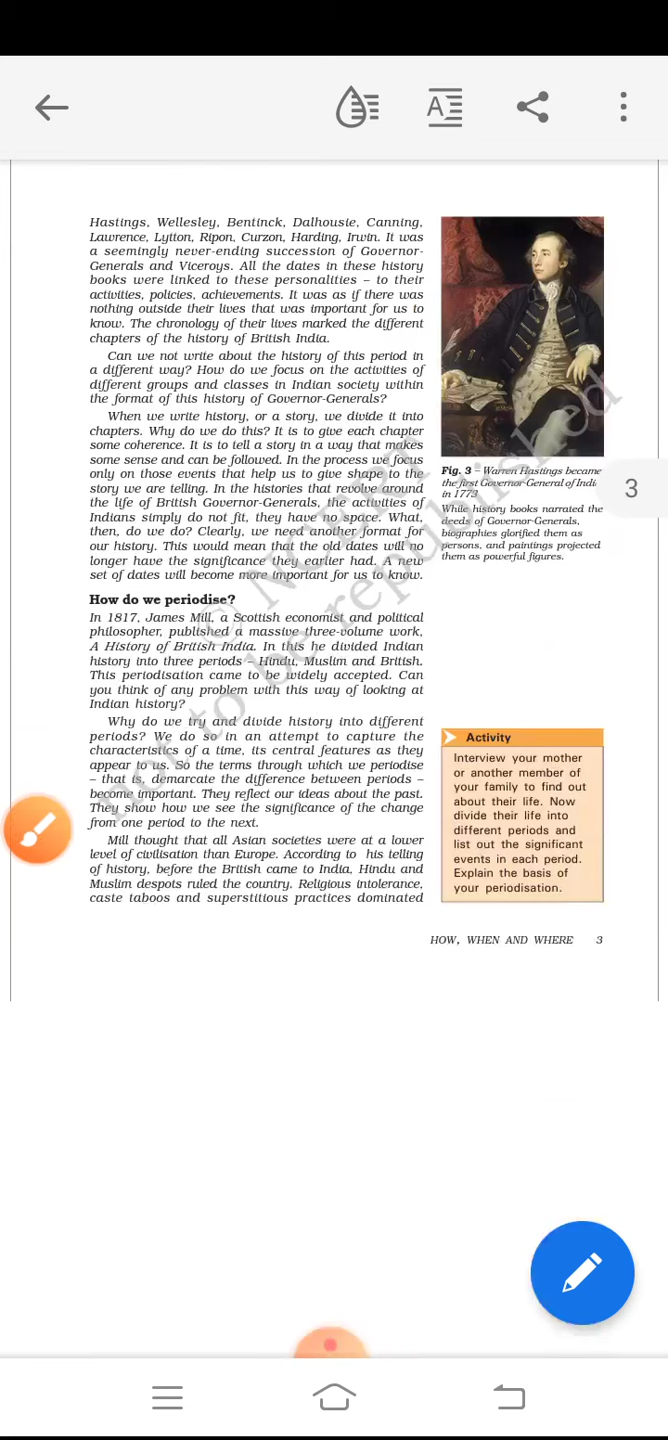 Hastings, Wellesley, Bentinck, Dalhousie, Canning,
Lawrence, Lytton, Ripon, Curzon, Harding, Irwin. It was
a seemingly never-ending succession of Governor-
Generals and Viceroys. All the dates in these history
books were linked to these personalities – to their
activities, policies, achievements. It was as if there was
nothing outside their lives that was important for us to
know. The chronology of their lives marked the different
chapters of the history of British India.
Can we not write about the history of this period in
a different way? How do we focus on the activities of
different groups and classes in Indian society within
the format of this history of Governor-Generals?
When we write history, or a story, we divide it into
chapters. Why do we do this? It is to give each chapter
some coherence. It is to tell a story in a way that makes
some sense and can be followed. In the process we focus
only on those events that help us to give shape to the
story we are telling. In the histories that revolve around
the life of British Governor-Generals, the activities of
Indians simply do not fit, they have no space. What,
then, do we do? Clearly, we need another format for
our history. This would mean that the old dates will no
longer have the significance they earlier had. A new
set of dates will become more important for us to know.
How do we periodise?
In 1817, James Mill, a Scottish economist and political
philosopher, published a massive three-volume work,
A History of British India. In this he divided Indian
history into three periods – Hindu, Muslim and British.
This periodisation came to be widely accepted. Can
you think of any problem with this way of looking at
Indian history?
Why do we try and divide history into different
periods? We do so in an attempt to capture the
characteristics of a time, its central features as they
appear to us. So the terms through which we periodise
– that is, demarcate the difference between periods –
become important. They reflect our ideas about the past.
They show how we see the significance of the change
from one period to the next.
Mill thought that all Asian societies were at a lower
level of civilisation than Europe. According to his telling
of history, before the British came to India, Hindu and
Muslim despots ruled the country. Religious intolerance,
caste taboos and superstitious practices dominated
Fig. 3 – Warren Hastings became
the first Governor-General of Indi
in 1773
While history books narrated the
deeds of Governor-Generals,
biographies glorified them as
persons, and paintings projected
them as powerful figures.
3
Activity
Interview your mother
or another member of
your family to find out
about their life. Now
divide their life into
different periods and
list out the significant
events in each period.
Explain the basis of
your periodisation.
HOW, WHEN AND WHERE 3
© NCERT
not to be republished